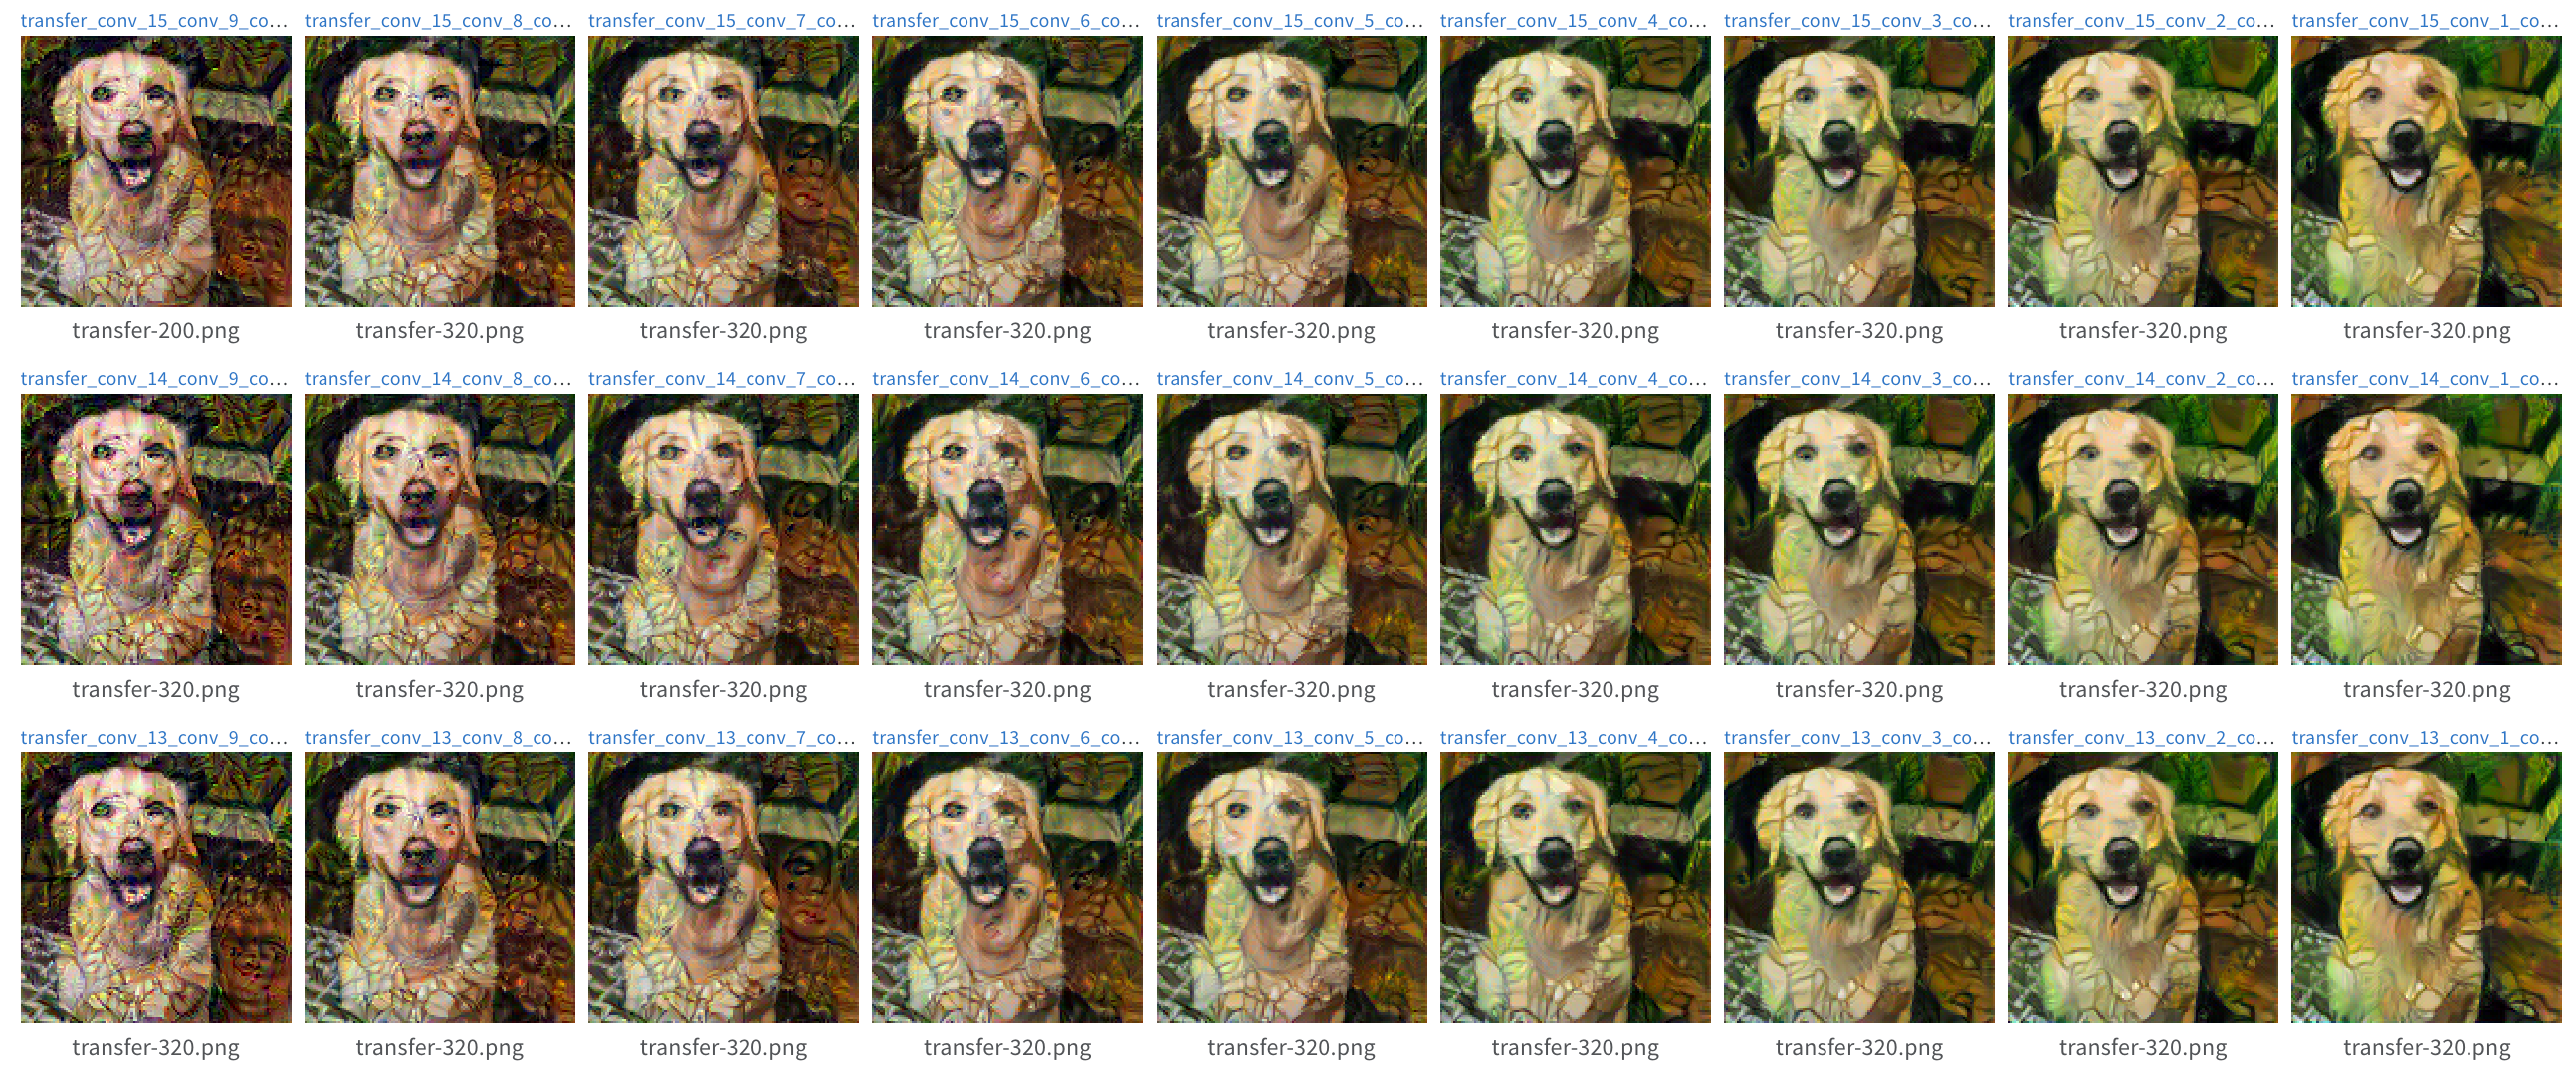 transfer_conv_15_conv_9_co... transfer_conv_15_conv_8_co... transfer_conv_15_conv_7_co... transfer_conv_15_conv_6_co... transfer_conv_15_conv_5_co... transfer_conv_15_conv_4_co... transfer_conv_15_conv_3_co... transfer_conv_15_conv_2_co... transfer_conv_15_conv_1_co...
transfer-200.png transfer-320.png transfer-320.png transfer-320.png transfer-320.png transfer-320.png transfer-320.png transfer-320.png transfer-320.png
transfer_conv_14_conv_9_co... transfer_conv_14_conv_8_co... transfer_conv_14_conv_7_co... transfer_conv_14_conv_6_co... transfer_conv_14_conv_5_co... transfer_conv_14_conv_4_co... transfer_conv_14_conv_3_co... transfer_conv_14_conv_2_co... transfer_conv_14_conv_1_co...
transfer-320.png transfer-320.png transfer-320.png transfer-320.png transfer-320.png transfer-320.png transfer-320.png transfer-320.png transfer-320.png
transfer_conv_13_conv_9_co... transfer_conv_13_conv_8_co... transfer_conv_13_conv_7_co... transfer_conv_13_conv_6_co... transfer_conv_13_conv_5_co... transfer_conv_13_conv_4_co... transfer_conv_13_conv_3_co... transfer_conv_13_conv_2_co... transfer_conv_13_conv_1_co...
transfer-320.png transfer-320.png transfer-320.png transfer-320.png transfer-320.png transfer-320.png transfer-320.png transfer-320.png transfer-320.png